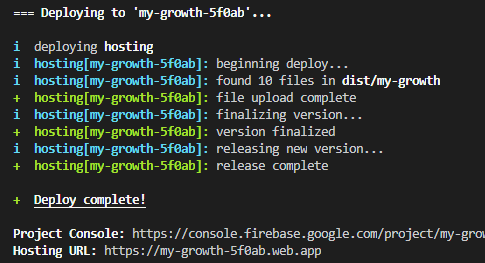 === Deploying to 'my-growth-5f0ab'...
i deploying hosting
i hosting[my-growth-5f0ab]: beginning deploy...
i hosting[my-growth-5f0ab]: found 10 files in dist/my-growth
+ hosting[my-growth-5f0ab]: file upload complete
i hosting[my-growth-5f0ab]: finalizing version...
+ hosting[my-growth-5f0ab]: version finalized
i hosting[my-growth-5f0ab]: releasing new version...
+ hosting[my-growth-5f0ab]: release complete
+ Deploy complete!
Project Console: https://console.firebase.google.com/project/my-grow
Hosting URL: https://my-growth-5f0ab.web.app